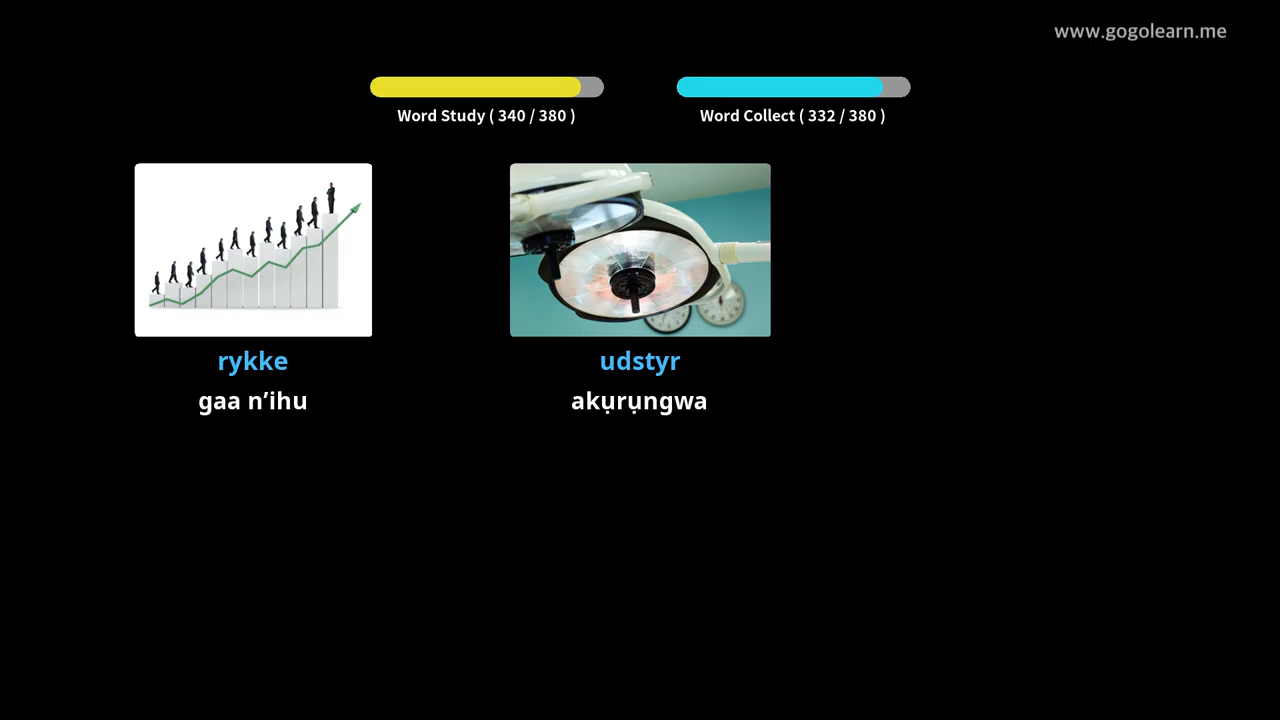 www.gogolearn.me
Word Study ( 340 / 380 )
Word Collect ( 332 / 380 )
rykke
udstyr
gaa n’ihu
akụrụngwa